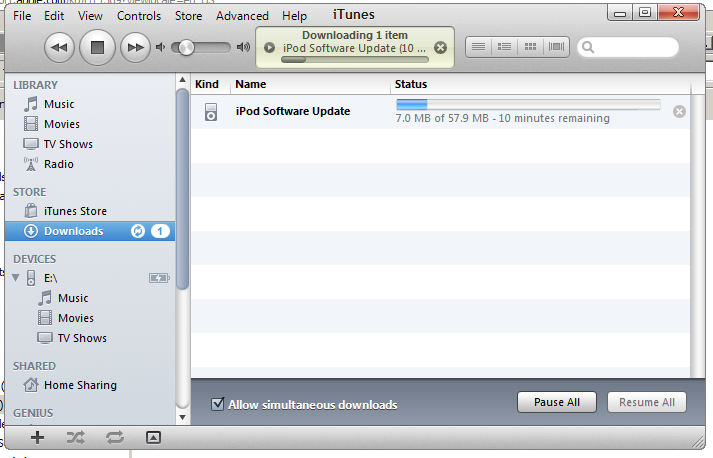 iTunes
File Edit View Controls Store Advanced Help
Downloading 1 item
iPod Software Update (10 ...
LIBRARY
Music
Movies
TV Shows
Radio
STORE
iTunes Store
Downloads 1
DEVICES
E:\
Music
Movies
TV Shows
SHARED
Home Sharing
GENIUS
Kind Name Status
iPod Software Update
7.0 MB of 57.9 MB - 10 minutes remaining
Allow simultaneous downloads
Pause All
Resume All